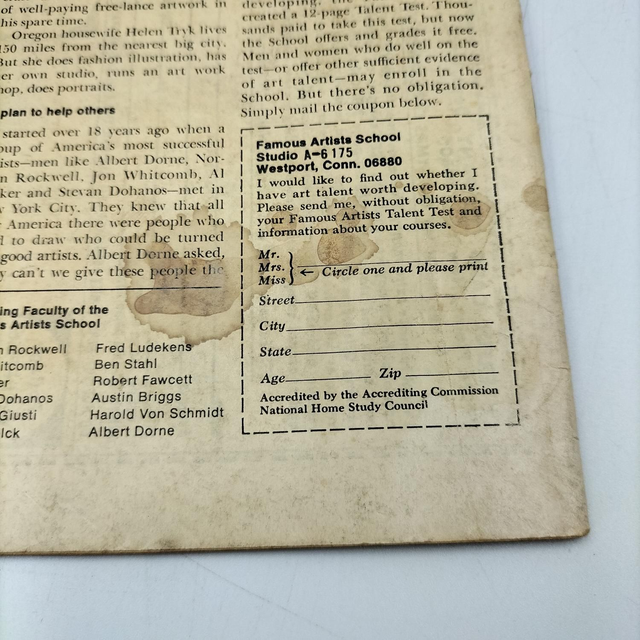 of well-paying free-lance artwork in
his spare time.
Oregon housewife Helen Tryk lives
150 miles from the nearest big city.
But she does fashion illustration, has
er own studio, runs an art work
hop, does portraits.
plan to help others
started over 18 years ago when a
oup of America's most successful
ists—men like Albert Dorne, Nor-
n Rockwell, Jon Whitcomb, Al
ker and Stevan Dohanos—met in
York City. They knew that all
America there were people who
d to draw who could be turned
good artists. Albert Dorne asked,
y can't we give these people the
ing Faculty of the
s Artists School
n Rockwell
itcomb
er
Dohanos
Giusti
lck
Fred Ludekens
Ben Stahl
Robert Fawcett
Austin Briggs
Harold Von Schmidt
Albert Dorne
developing, the
created a 12-page Talent Test. Thou-
sands paid to take this test, but now
the School offers and grades it free.
Men and women who do well on the
test—or offer other sufficient evidence
of art talent—may enroll in the
School. But there's no obligation.
Simply mail the coupon below.
Famous Artists School
Studio A-6175
Westport, Conn. 06880
I would like to find out whether I
have art talent worth developing.
Please send me, without obligation,
your Famous Artists Talent Test and
information about your courses.
Mr.
Mrs. ← Circle one and please print
Miss
Street
City
State
Age Zip
Accredited by the Accrediting Commission
National Home Study Council